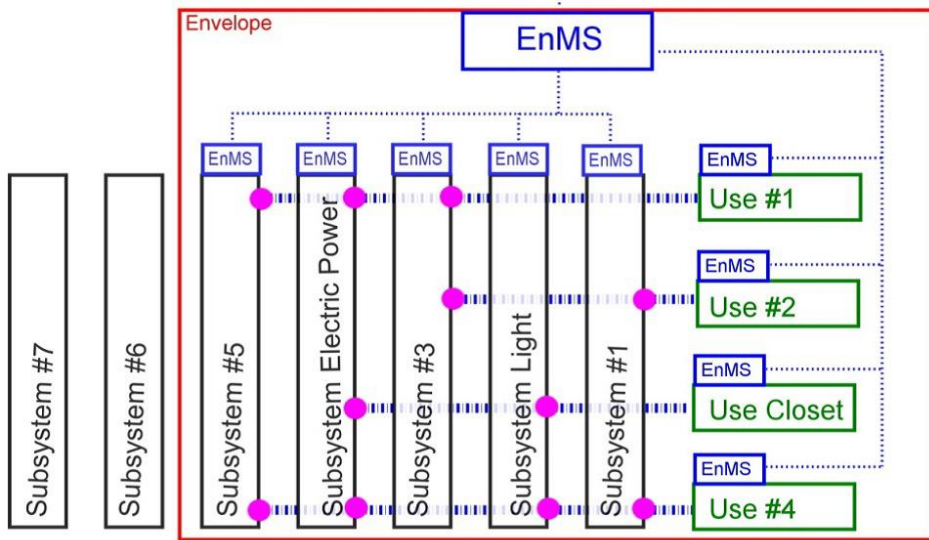 Envelope
EnMS
EnMS
EnMS
EnMS
EnMS
EnMS
EnMS
Use #1
EnMS
Use #2
EnMS
Use Closet
EnMS
Use #4
Subsystem #7
Subsystem #6
Subsystem #5
Subsystem Electric Power
Subsystem #3
Subsystem Light
Subsystem #1